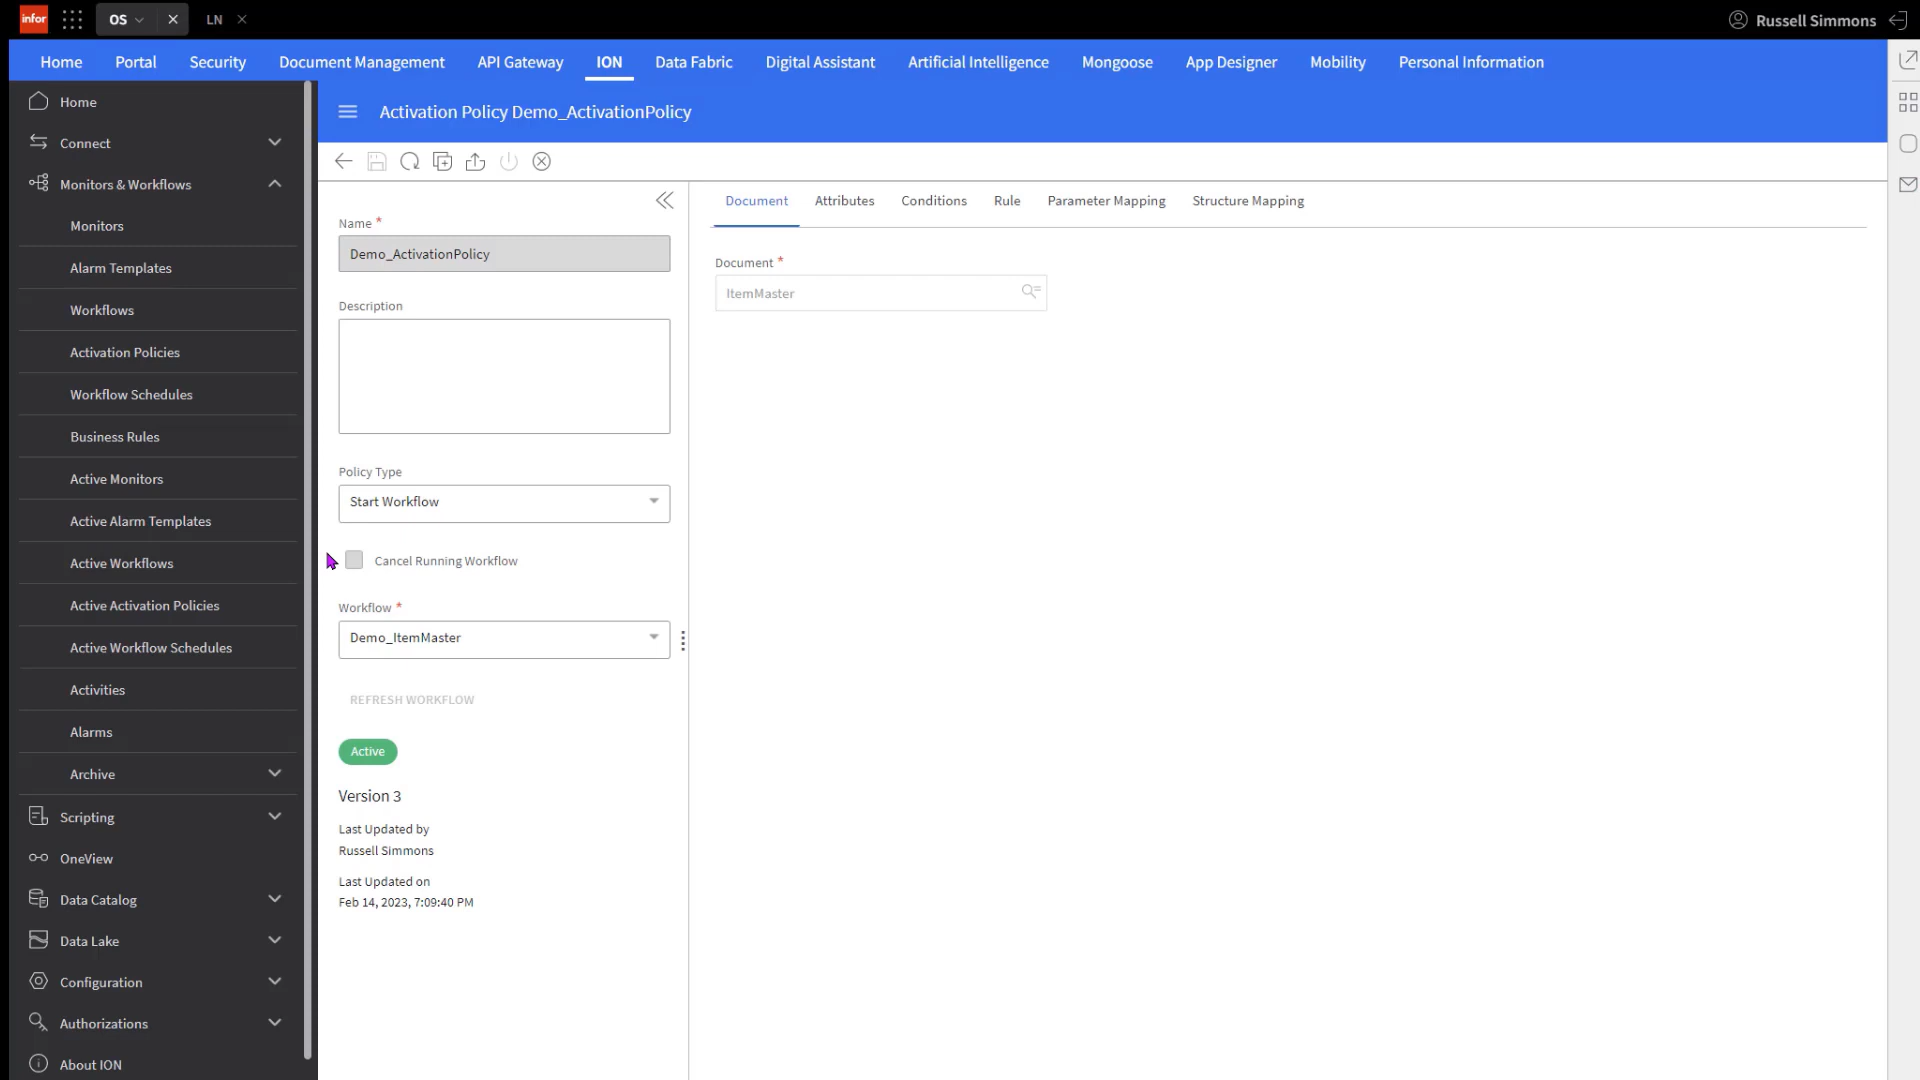 infor
OS
LN
Russell Simmons
Home
Portal
Security
Document Management
API Gateway
ION
Data Fabric
Digital Assistant
Artificial Intelligence
Mongoose
App Designer
Mobility
Personal Information
Home
Connect
Monitors & Workflows
Monitors
Alarm Templates
Workflows
Activation Policies
Workflow Schedules
Business Rules
Active Monitors
Active Alarm Templates
Active Workflows
Active Activation Policies
Active Workflow Schedules
Activities
Alarms
Archive
Scripting
OneView
Data Catalog
Data Lake
Configuration
Authorizations
About ION
Activation Policy Demo_ActivationPolicy
Name *
Demo_ActivationPolicy
Description
Policy Type
Start Workflow
Cancel Running Workflow
Workflow *
Demo_ItemMaster
REFRESH WORKFLOW
Active
Version 3
Last Updated by
Russell Simmons
Last Updated on
Feb 14, 2023, 7:09:40 PM
Document
Attributes
Conditions
Rule
Parameter Mapping
Structure Mapping
Document *
ItemMaster